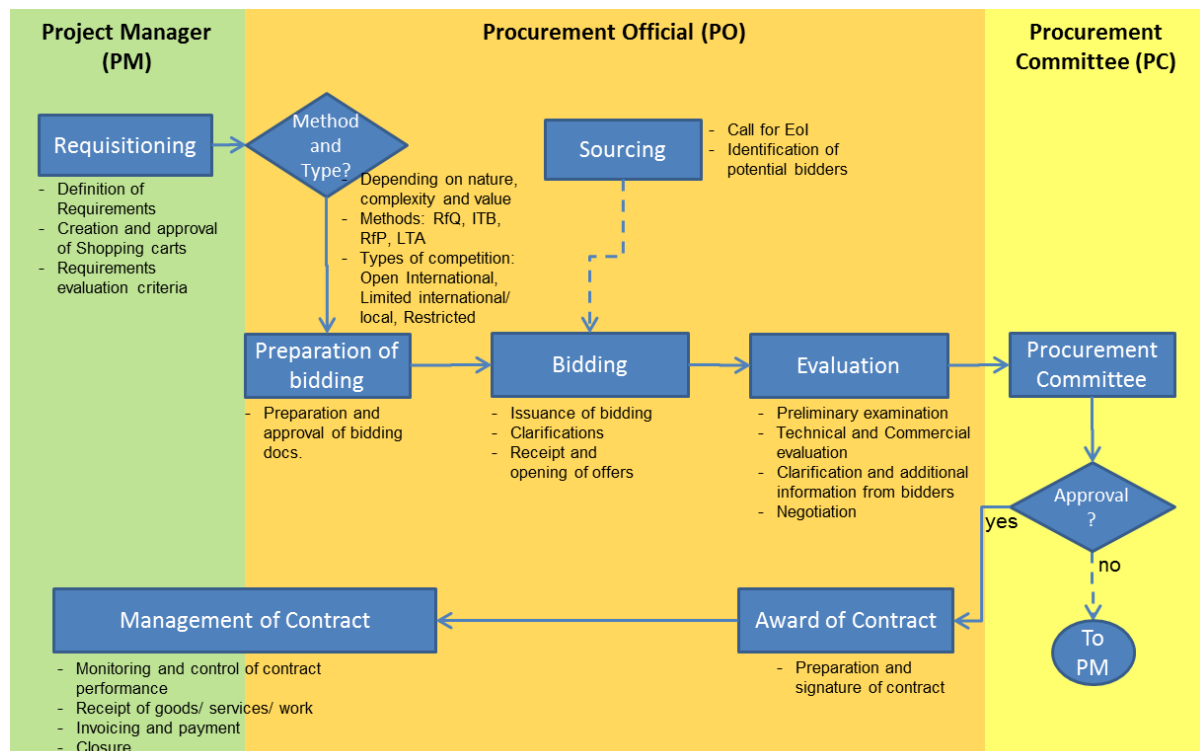 Project Manager
(PM)
Procurement Official (PO)
Procurement
Committee (PC)
Requisitioning
- Definition of
Requirements
- Creation and approval
of Shopping carts
- Requirements
evaluation criteria
Method
and
Type?
- Depending on nature,
complexity and value
- Methods: RfQ, ITB,
RfP, LTA
- Types of competition:
Open International,
Limited international/
local, Restricted
Sourcing
- Call for EoI
- Identification of
potential bidders
Preparation of
bidding
- Preparation and
approval of bidding
docs.
Bidding
- Issuance of bidding
- Clarifications
- Receipt and
opening of offers
Evaluation
- Preliminary examination
- Technical and Commercial
evaluation
- Clarification and additional
information from bidders
- Negotiation
Procurement
Committee
Approval
?
yes
no
To
PM
Award of Contract
- Preparation and
signature of contract
Management of Contract
- Monitoring and control of contract
performance
- Receipt of goods/ services/ work
- Invoicing and payment
- Closure